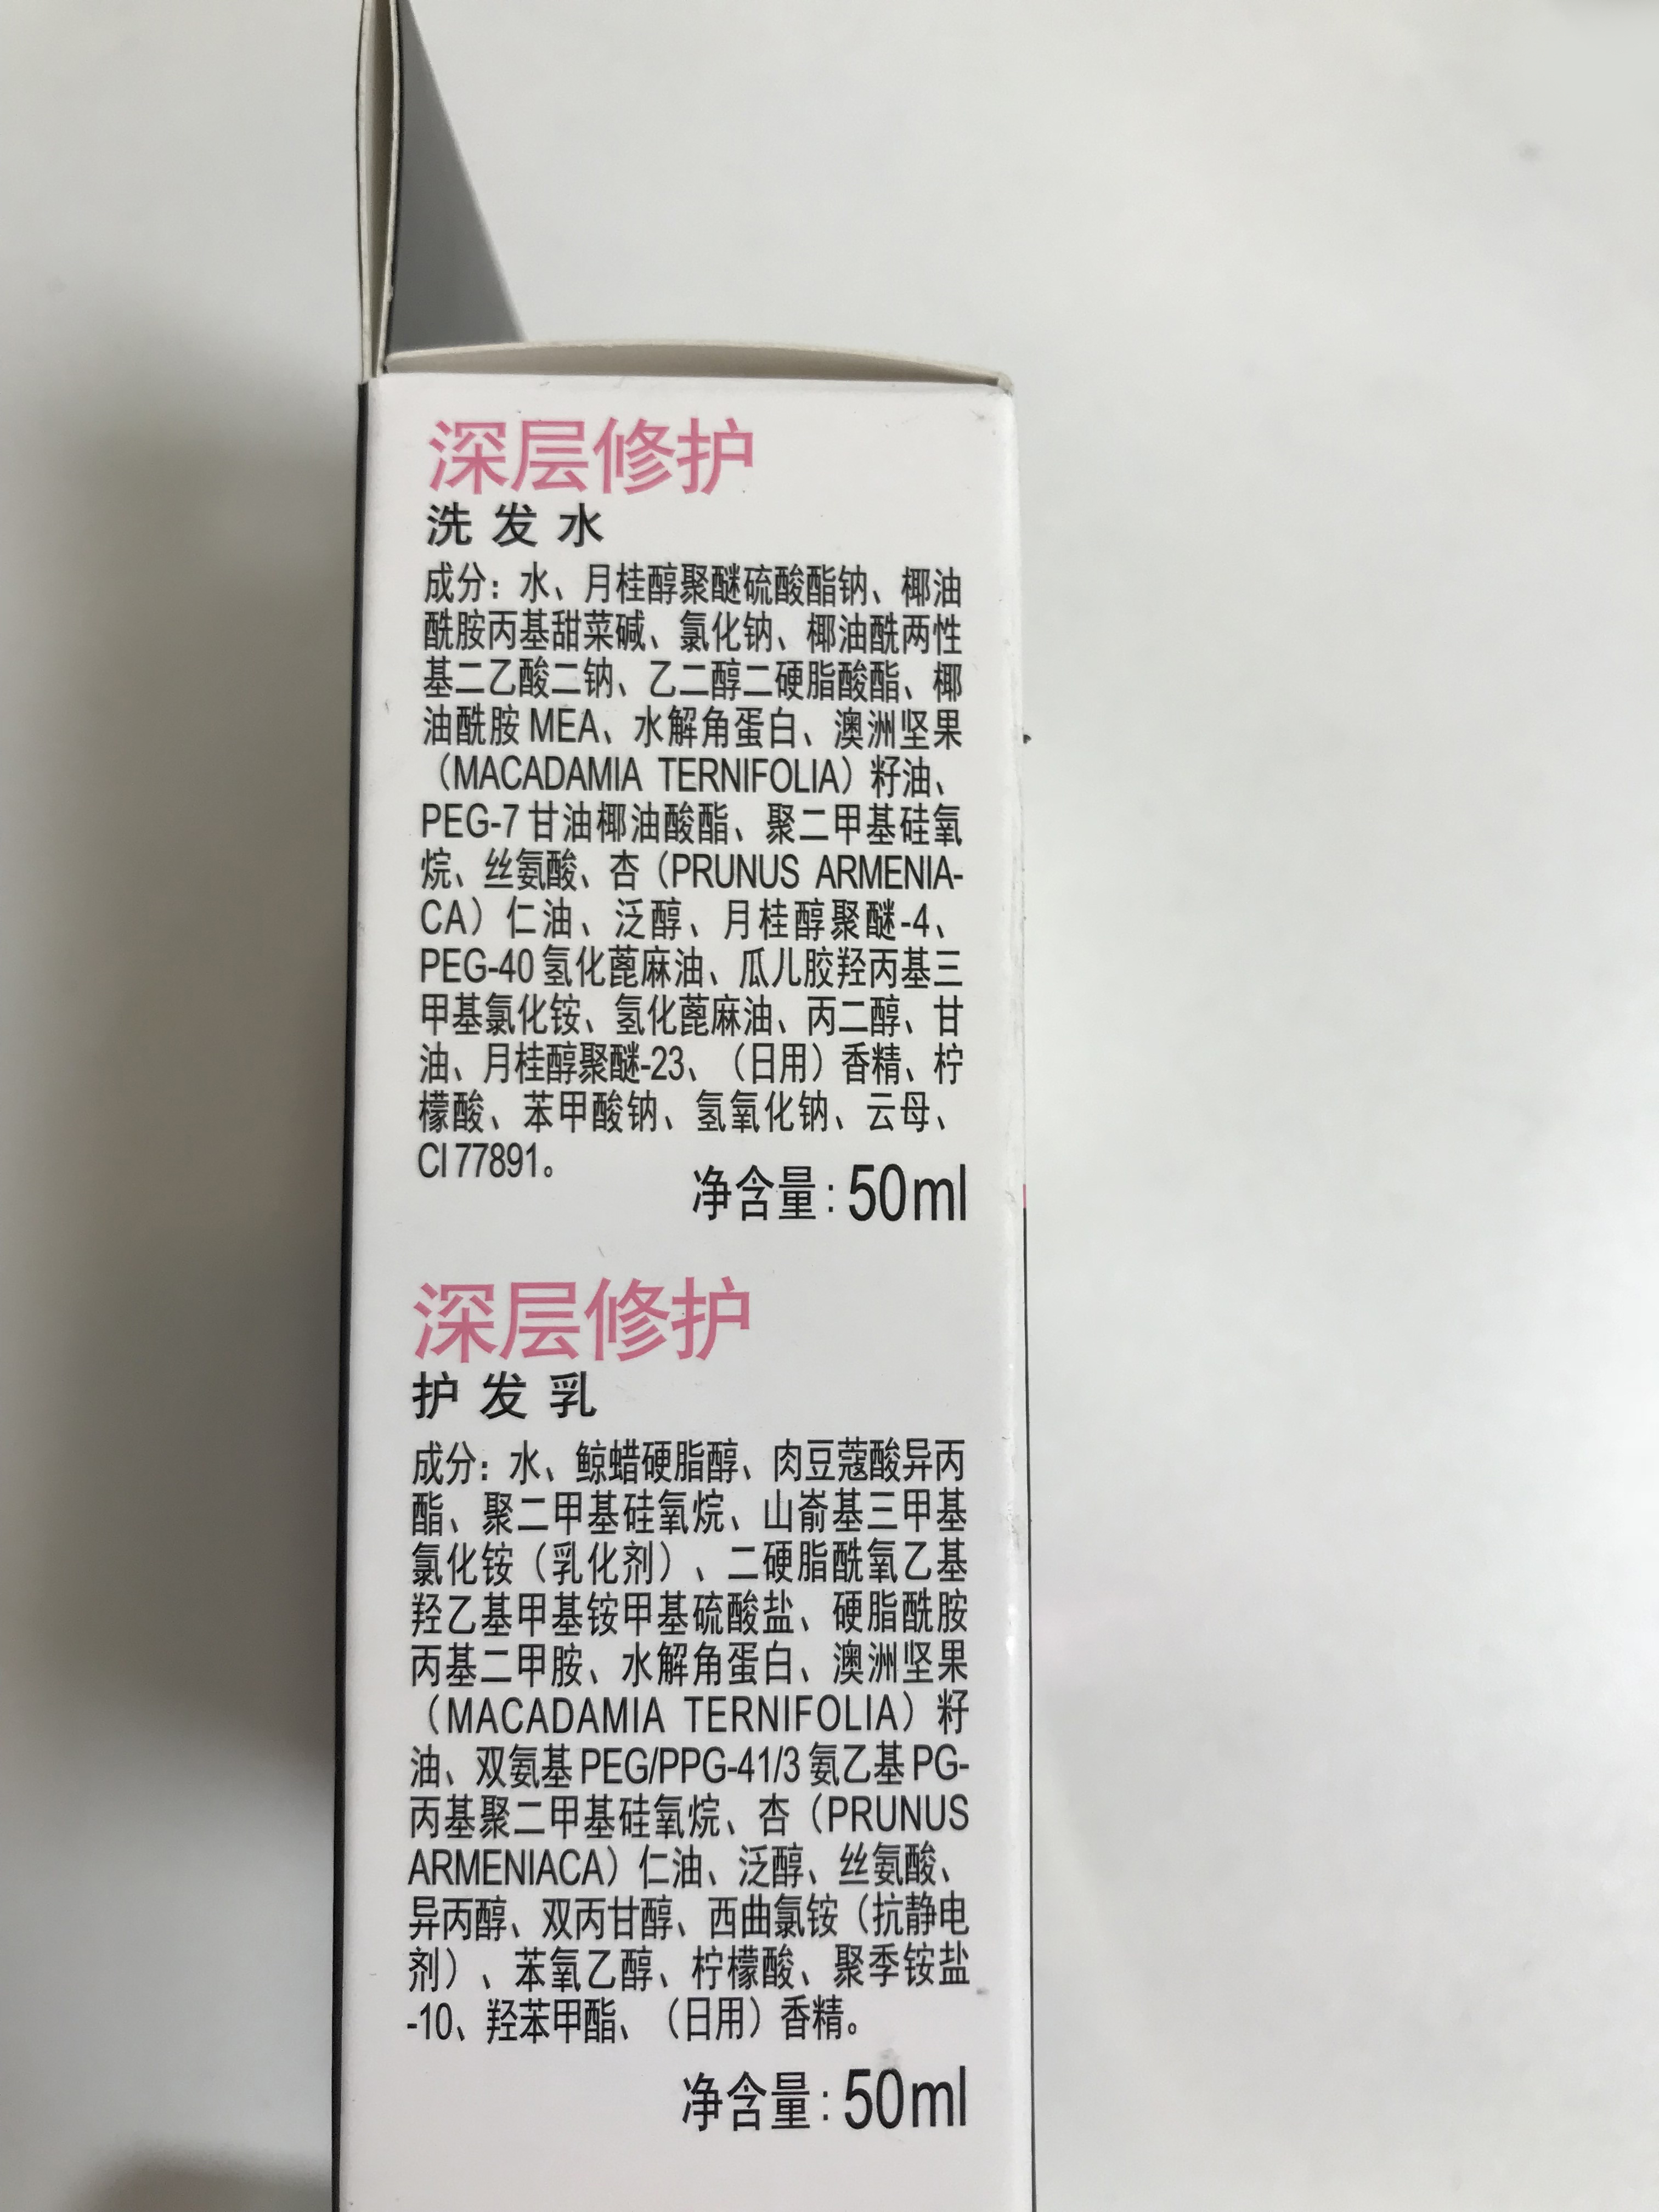 深层修护
洗发水
成分：水、月桂醇聚醚硫酸酯钠、椰油
酰胺丙基甜菜碱、氯化钠、椰油酰两性
基二乙酸二钠、乙二醇二硬脂酸酯、椰
油酰胺 MEA、水解角蛋白、澳洲坚果
（MACADAMIA TERNIFOLIA）籽油、
PEG-7 甘油椰油酸酯、聚二甲基硅氧
烷、丝氨酸、杏（PRUNUS ARMENIA-
CA）仁油、泛醇、月桂醇聚醚-4、
PEG-40 氢化蓖麻油、瓜儿胶羟丙基三
甲基氯化铵、氢化蓖麻油、丙二醇、甘
油、月桂醇聚醚-23、（日用）香精、柠
檬酸、苯甲酸钠、氢氧化钠、云母、
CI 77891。
净含量：50ml
深层修护
护发乳
成分：水、鲸蜡硬脂醇、肉豆蔻酸异丙
酯、聚二甲基硅氧烷、山嵛基三甲基
氯化铵（乳化剂）、二硬脂酰氧乙基
羟乙基甲基铵甲基硫酸盐、硬脂酰胺
丙基二甲胺、水解角蛋白、澳洲坚果
（MACADAMIA TERNIFOLIA）籽
油、双氨基 PEG/PPG-41/3 氨乙基 PG-
丙基聚二甲基硅氧烷、杏（PRUNUS
ARMENIACA）仁油、泛醇、丝氨酸、
异丙醇、双丙甘醇、西曲氯铵（抗静电
剂）、苯氧乙醇、柠檬酸、聚季铵盐
-10、羟苯甲酯、（日用）香精。
净含量：50ml